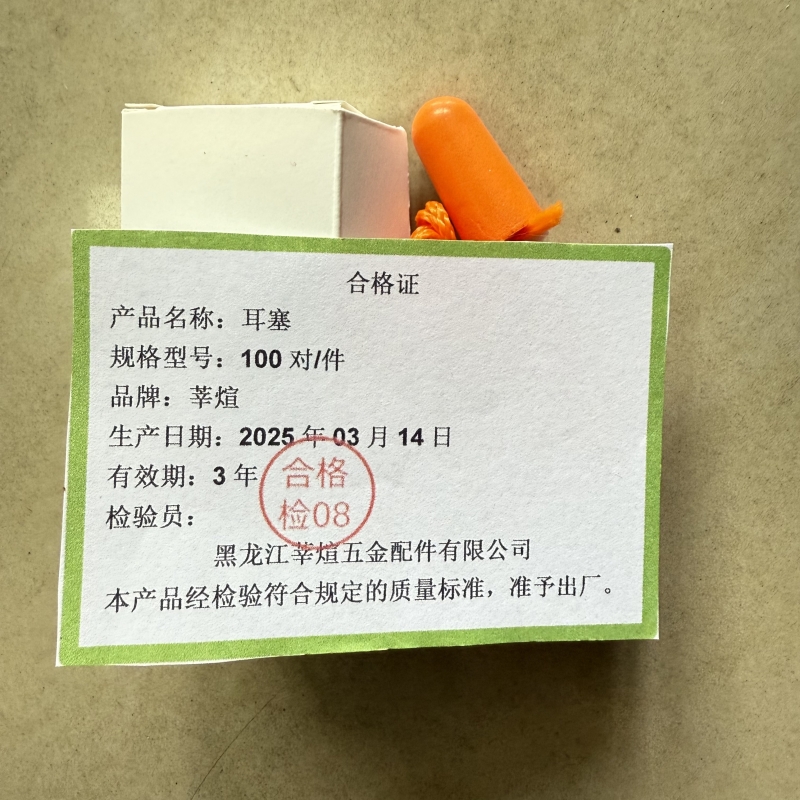 合格证
产品名称：耳塞
规格型号：100 对/件
品牌：莘煊
生产日期：2025 年 03 月 14 日
有效期：3 年
检验员：
合格
检08
黑龙江莘煊五金配件有限公司
本产品经检验符合规定的质量标准，准予出厂。